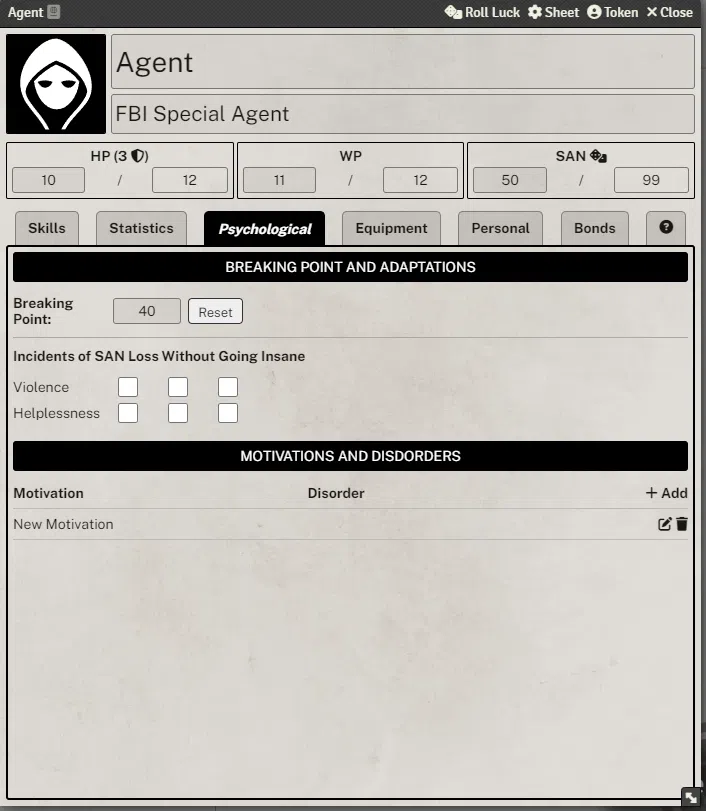 Agent Roll Luck Sheet Token Close
Agent
FBI Special Agent
HP (3 ) WP SAN
10 / 12 11 / 12 50 / 99
Skills Statistics Psychological Equipment Personal Bonds
BREAKING POINT AND ADAPTATIONS
Breaking
Point: 40 Reset
Incidents of SAN Loss Without Going Insane
Violence
Helplessness
MOTIVATIONS AND DISDORDERS
Motivation Disorder + Add
New Motivation